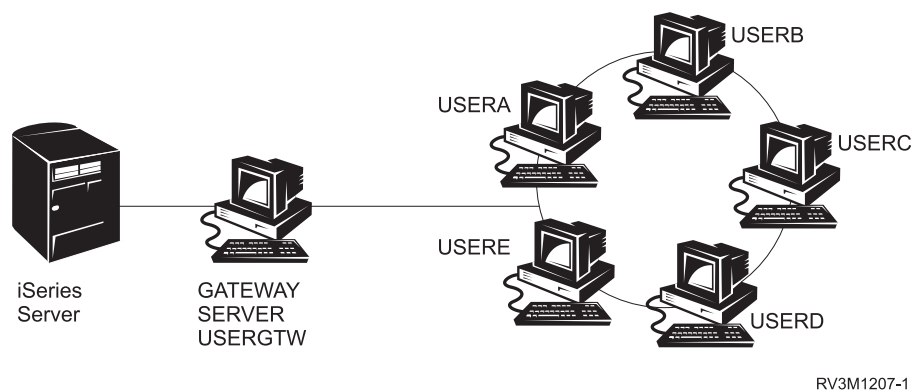 USERB
USERA
USERC
USERE
iSeries
Server
GATEWAY
SERVER
USERGTW
USERD
RV3M1207-1